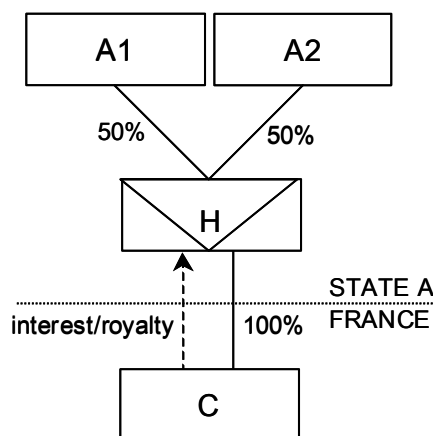 A1
A2
50%
50%
H
STATE A
interest/royalty
100%
FRANCE
C